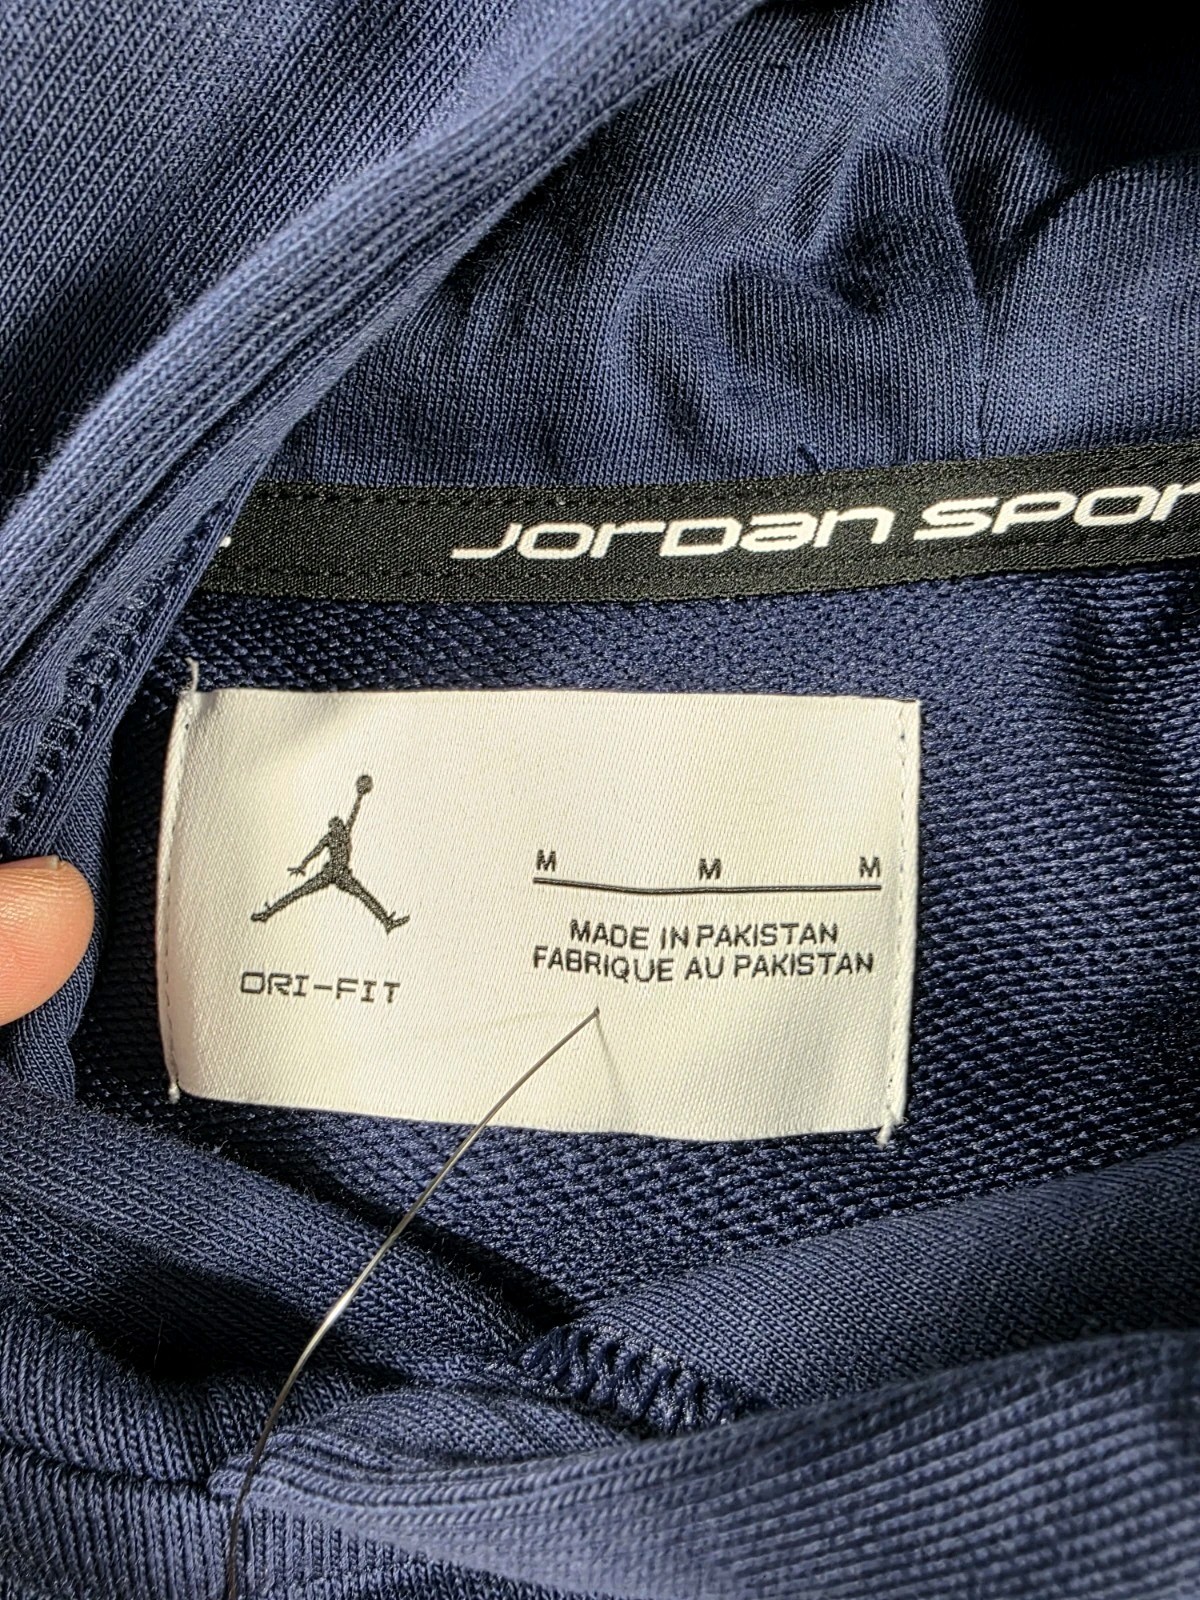 JORDAN SPOR
M M M
MADE IN PAKISTAN
FABRIQUE AU PAKISTAN
DRI-FIT